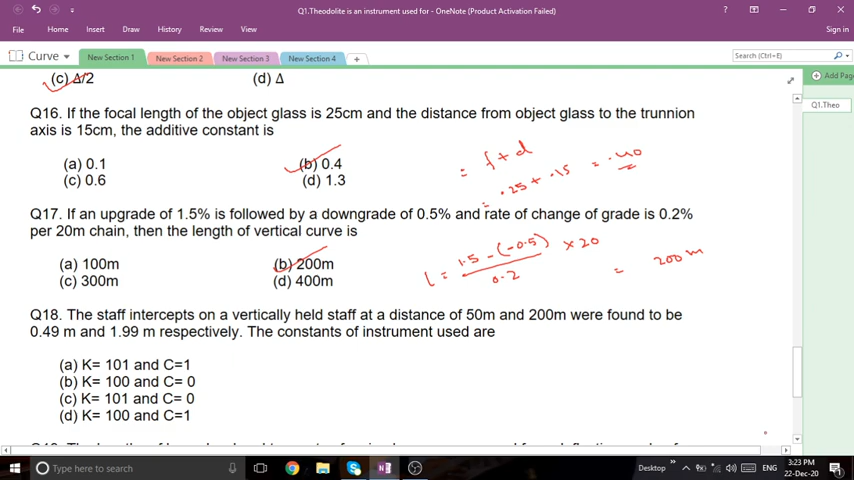 Q1.Theodolite is an instrument used for - OneNote (Product Activation Failed)
File Home Insert Draw History Review View Sign in
Curve New Section 1 New Section 2 New Section 3 New Section 4 + Search (Ctrl+E)
Add Page
Q1.Theo
(c) Δ/2 (d) Δ
Q16. If the focal length of the object glass is 25cm and the distance from object glass to the trunnion
axis is 15cm, the additive constant is
(a) 0.1 (b) 0.4
(c) 0.6 (d) 1.3
= f + d
= .25 + .15 = .40
Q17. If an upgrade of 1.5% is followed by a downgrade of 0.5% and rate of change of grade is 0.2%
per 20m chain, then the length of vertical curve is
(a) 100m (b) 200m
(c) 300m (d) 400m
l = 1.5 - (-0.5) × 20 = 200 m
0.2
Q18. The staff intercepts on a vertically held staff at a distance of 50m and 200m were found to be
0.49 m and 1.99 m respectively. The constants of instrument used are
(a) K= 101 and C=1
(b) K= 100 and C= 0
(c) K= 101 and C= 0
(d) K= 100 and C=1
Type here to search
Desktop ENG 3:23 PM
22-Dec-20